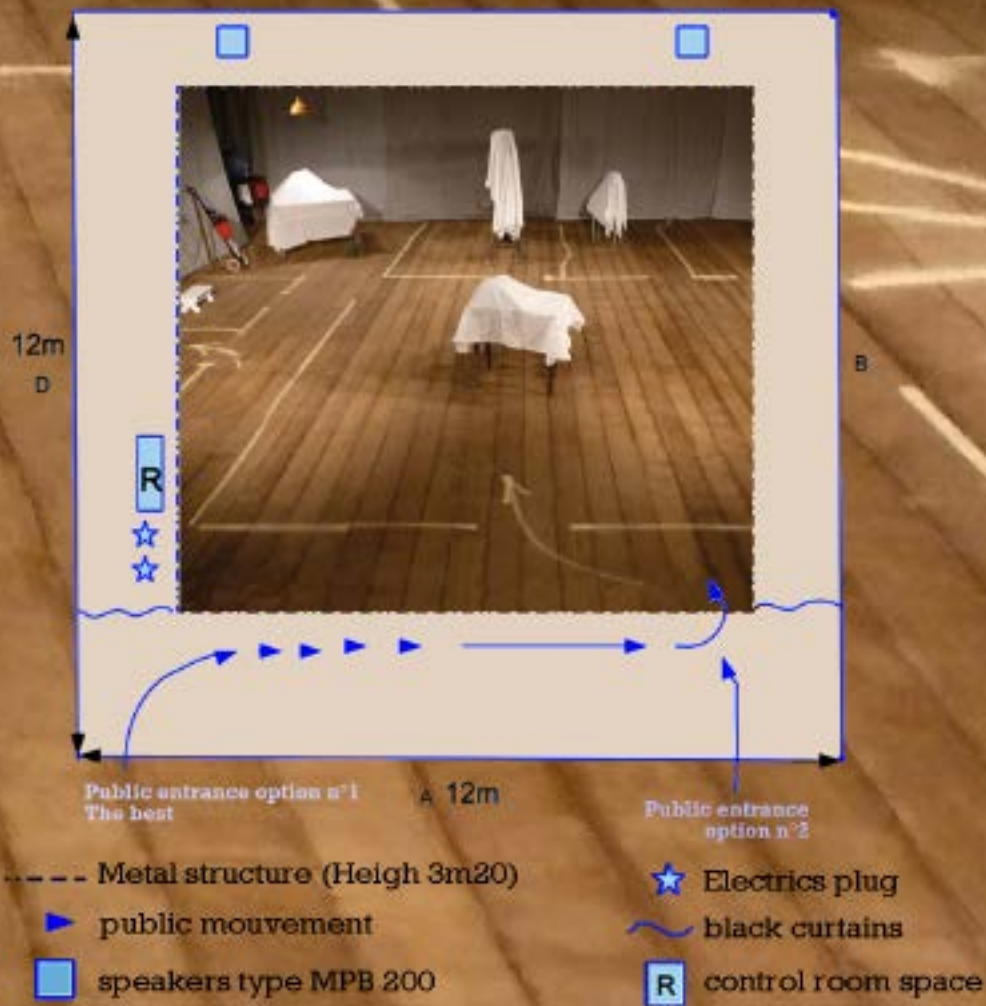 12m
D
B
R
Public entrance option n°1
The best
A 12m
Public entrance
option n°2
Metal structure (Heigh 3m20)
Electrics plug
public mouvement
black curtains
speakers type MPB 200
R control room space